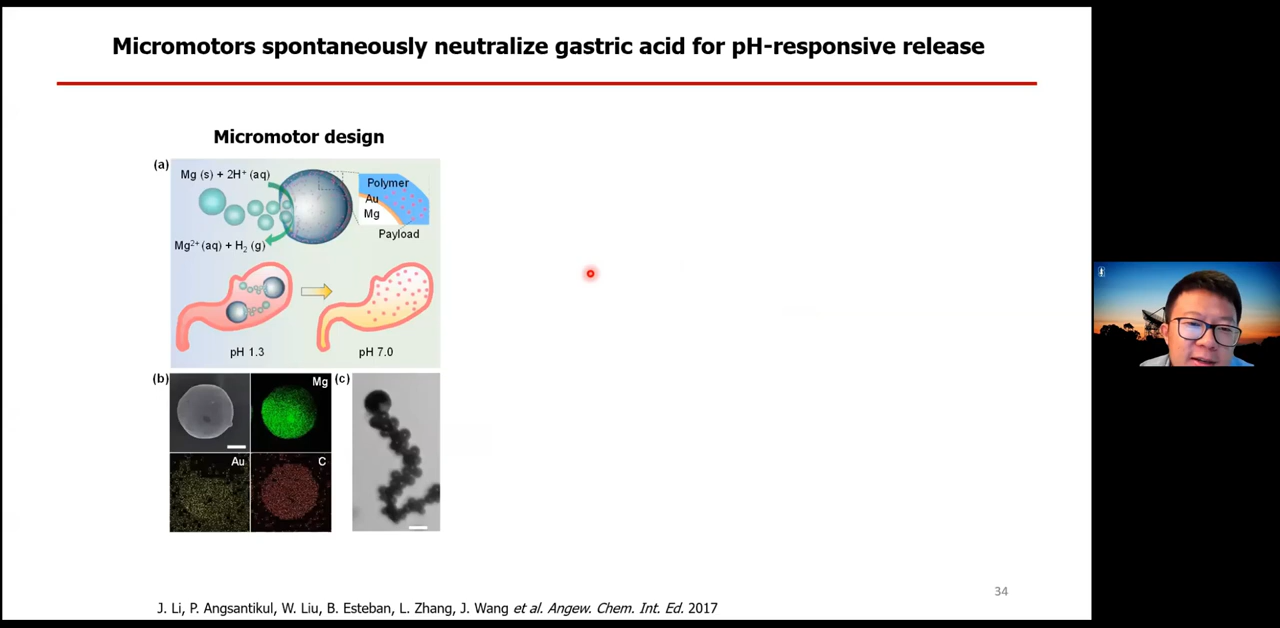 Micromotors spontaneously neutralize gastric acid for pH-responsive release
Micromotor design
(a)
Mg (s) + 2H⁺ (aq)
Polymer
Au
Mg
Payload
Mg²⁺(aq) + H₂ (g)
pH 1.3
pH 7.0
(b)
Mg
(c)
Au
C
34
J. Li, P. Angsantikul, W. Liu, B. Esteban, L. Zhang, J. Wang et al. Angew. Chem. Int. Ed. 2017